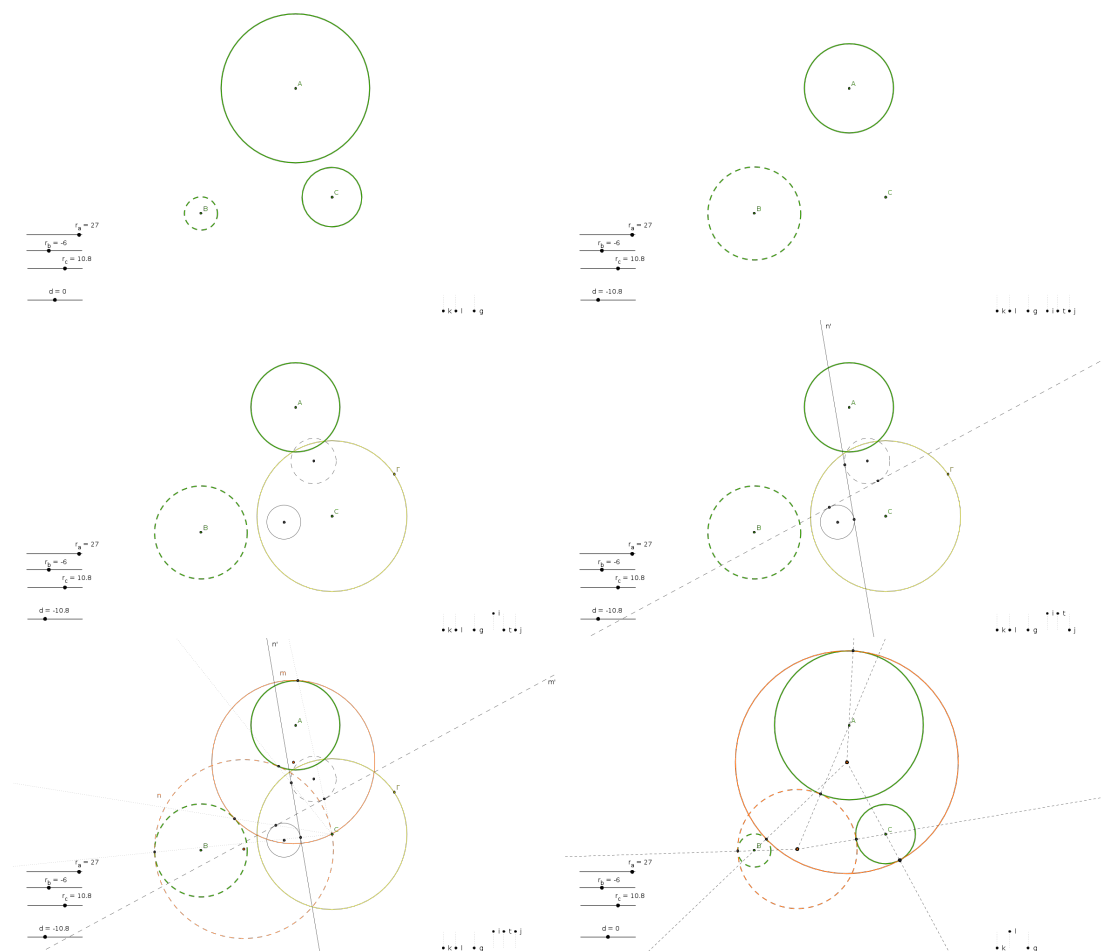 A
B
C
r_a = 27
r_b = -6
r_c = 10.8
d = 0
k l g
A
B
C
r_a = 27
r_b = -6
r_c = 10.8
d = -10.8
k l g i t j
A
Γ
B
C
r_a = 27
r_b = -6
r_c = 10.8
d = -10.8
i
k l g t j
n'
A
Γ
B
C
r_a = 27
r_b = -6
r_c = 10.8
d = -10.8
i t
k l g j
n'
m
m'
A
Γ
n
C
B
r_a = 27
r_b = -6
r_c = 10.8
d = -10.8
i t j
k l g
A
C
B
r_a = 27
r_b = -6
r_c = 10.8
d = 0
l
k g